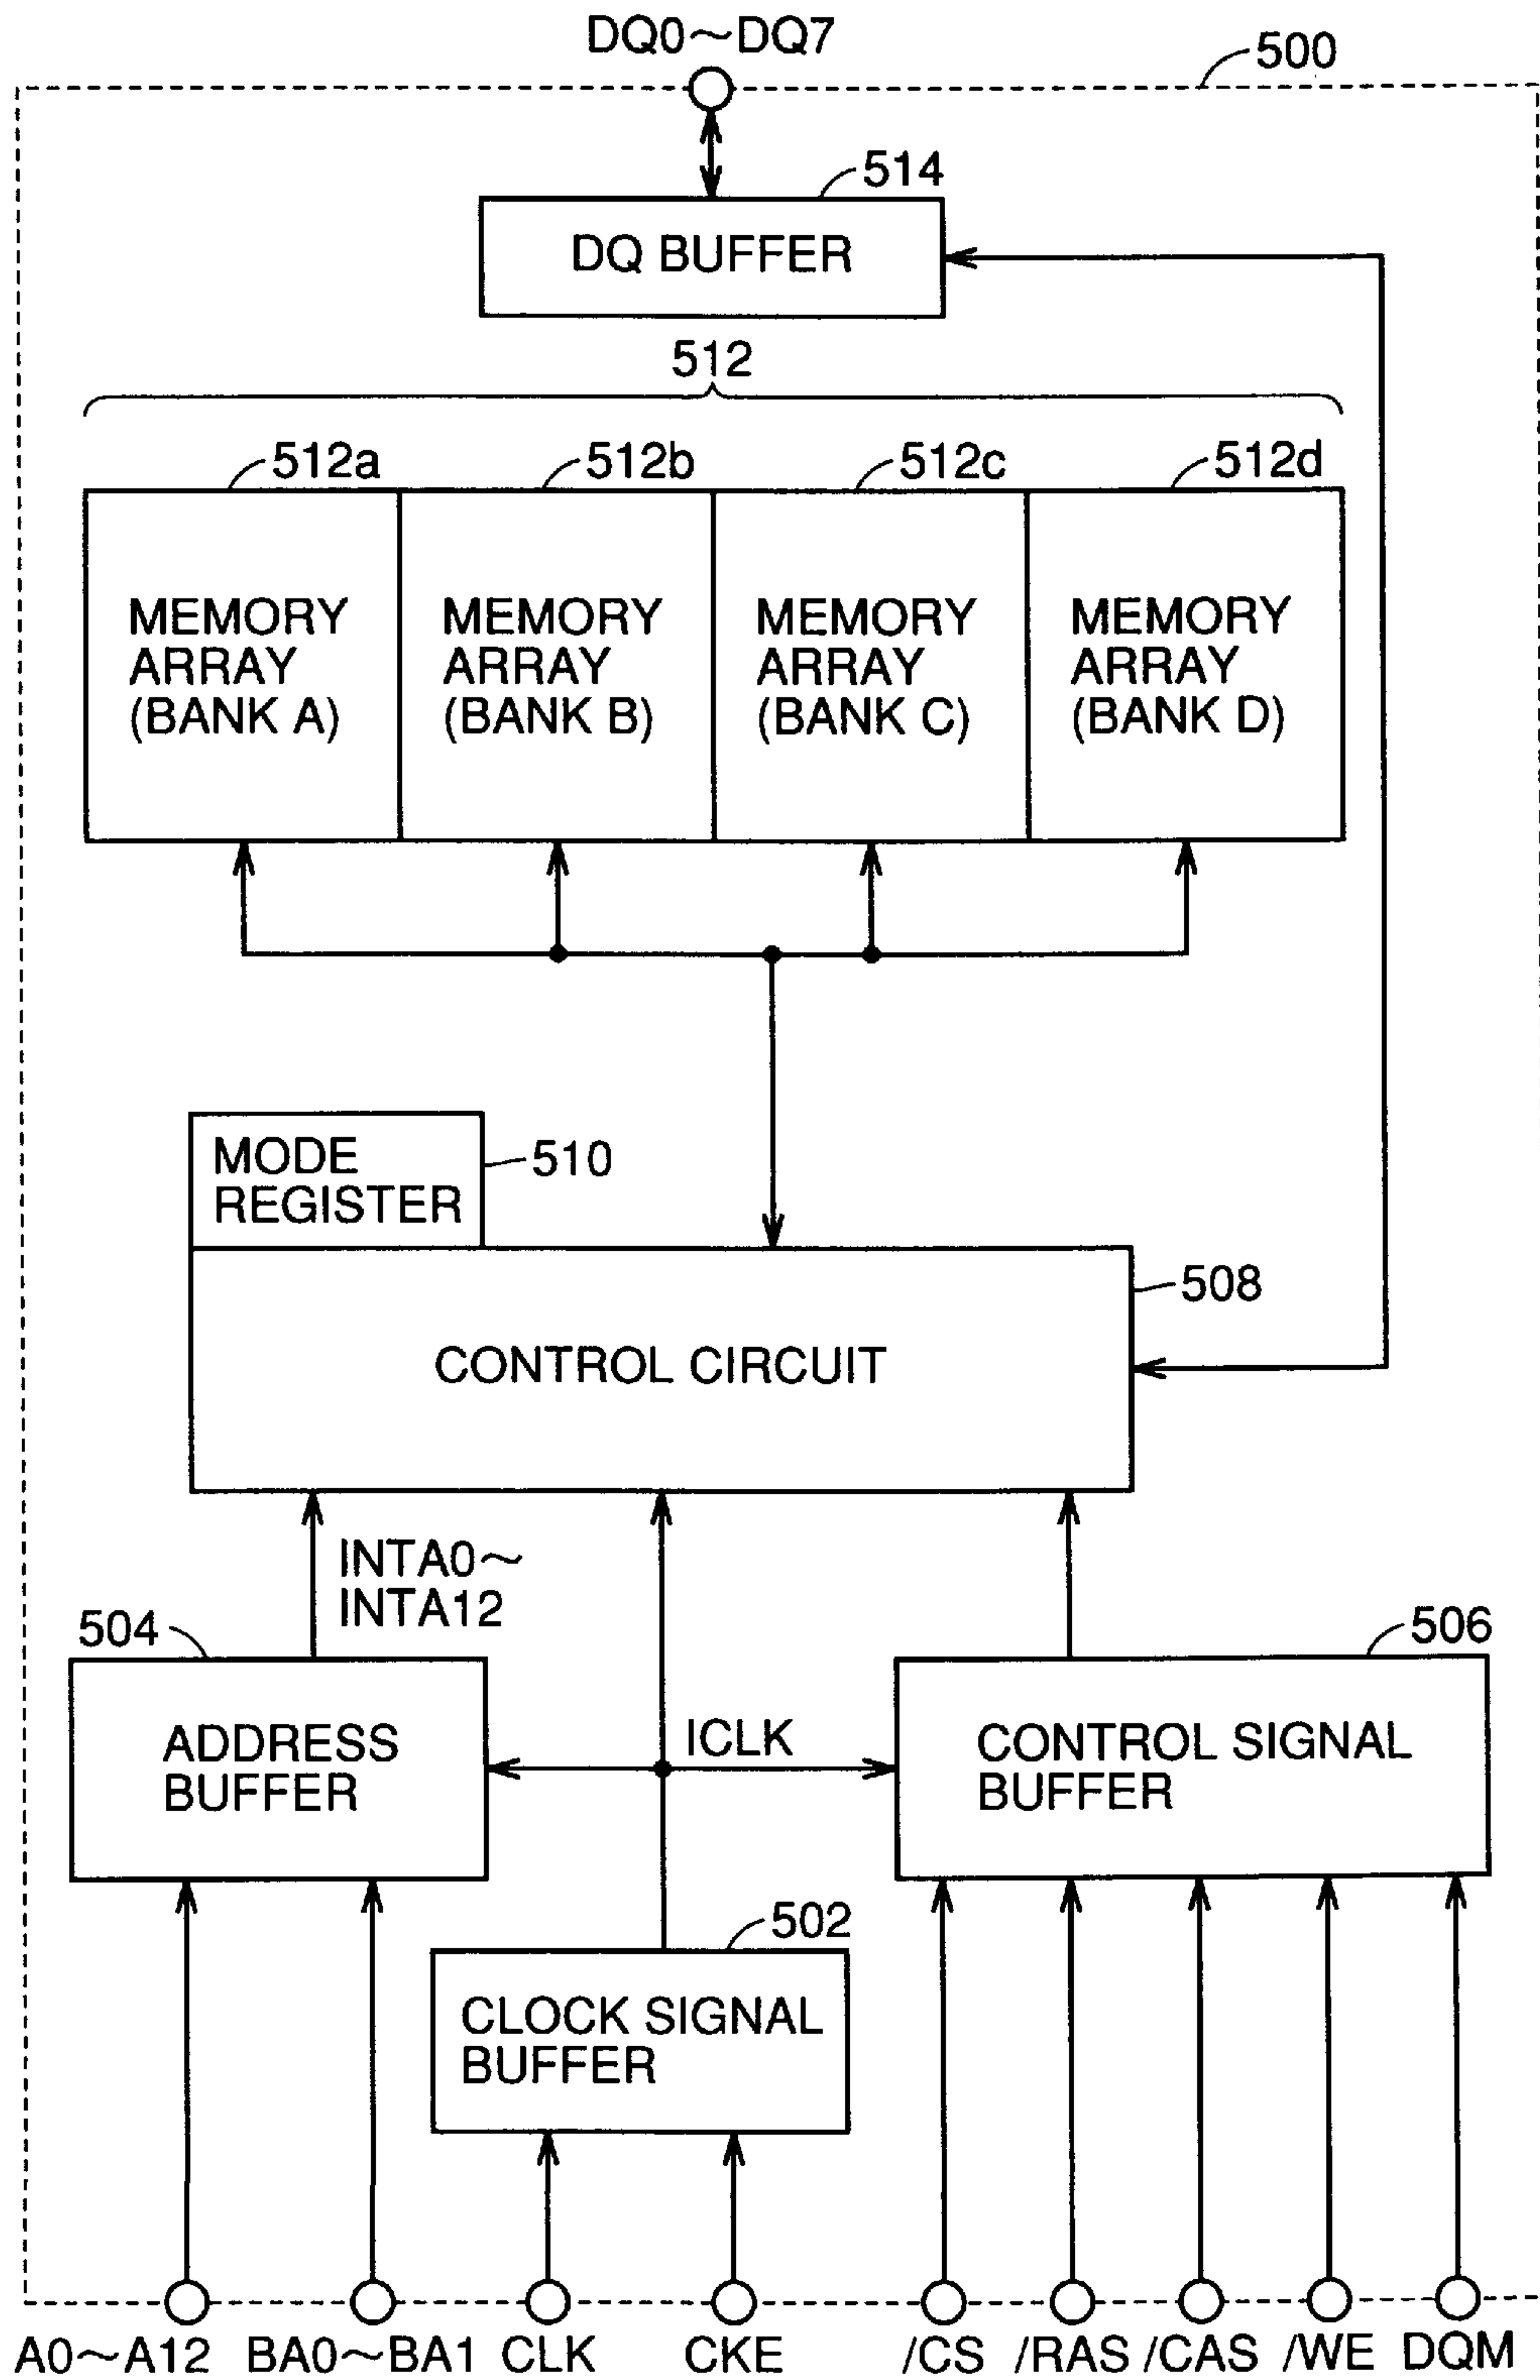 DQ0～DQ7
500
514
DQ BUFFER
512
512a
512b
512c
512d
MEMORY
ARRAY
(BANK A)
MEMORY
ARRAY
(BANK B)
MEMORY
ARRAY
(BANK C)
MEMORY
ARRAY
(BANK D)
MODE
REGISTER
510
508
CONTROL CIRCUIT
INTA0～
INTA12
504
506
ADDRESS
BUFFER
ICLK
CONTROL SIGNAL
BUFFER
502
CLOCK SIGNAL
BUFFER
A0～A12
BA0～BA1
CLK
CKE
/CS
/RAS
/CAS
/WE
DQM